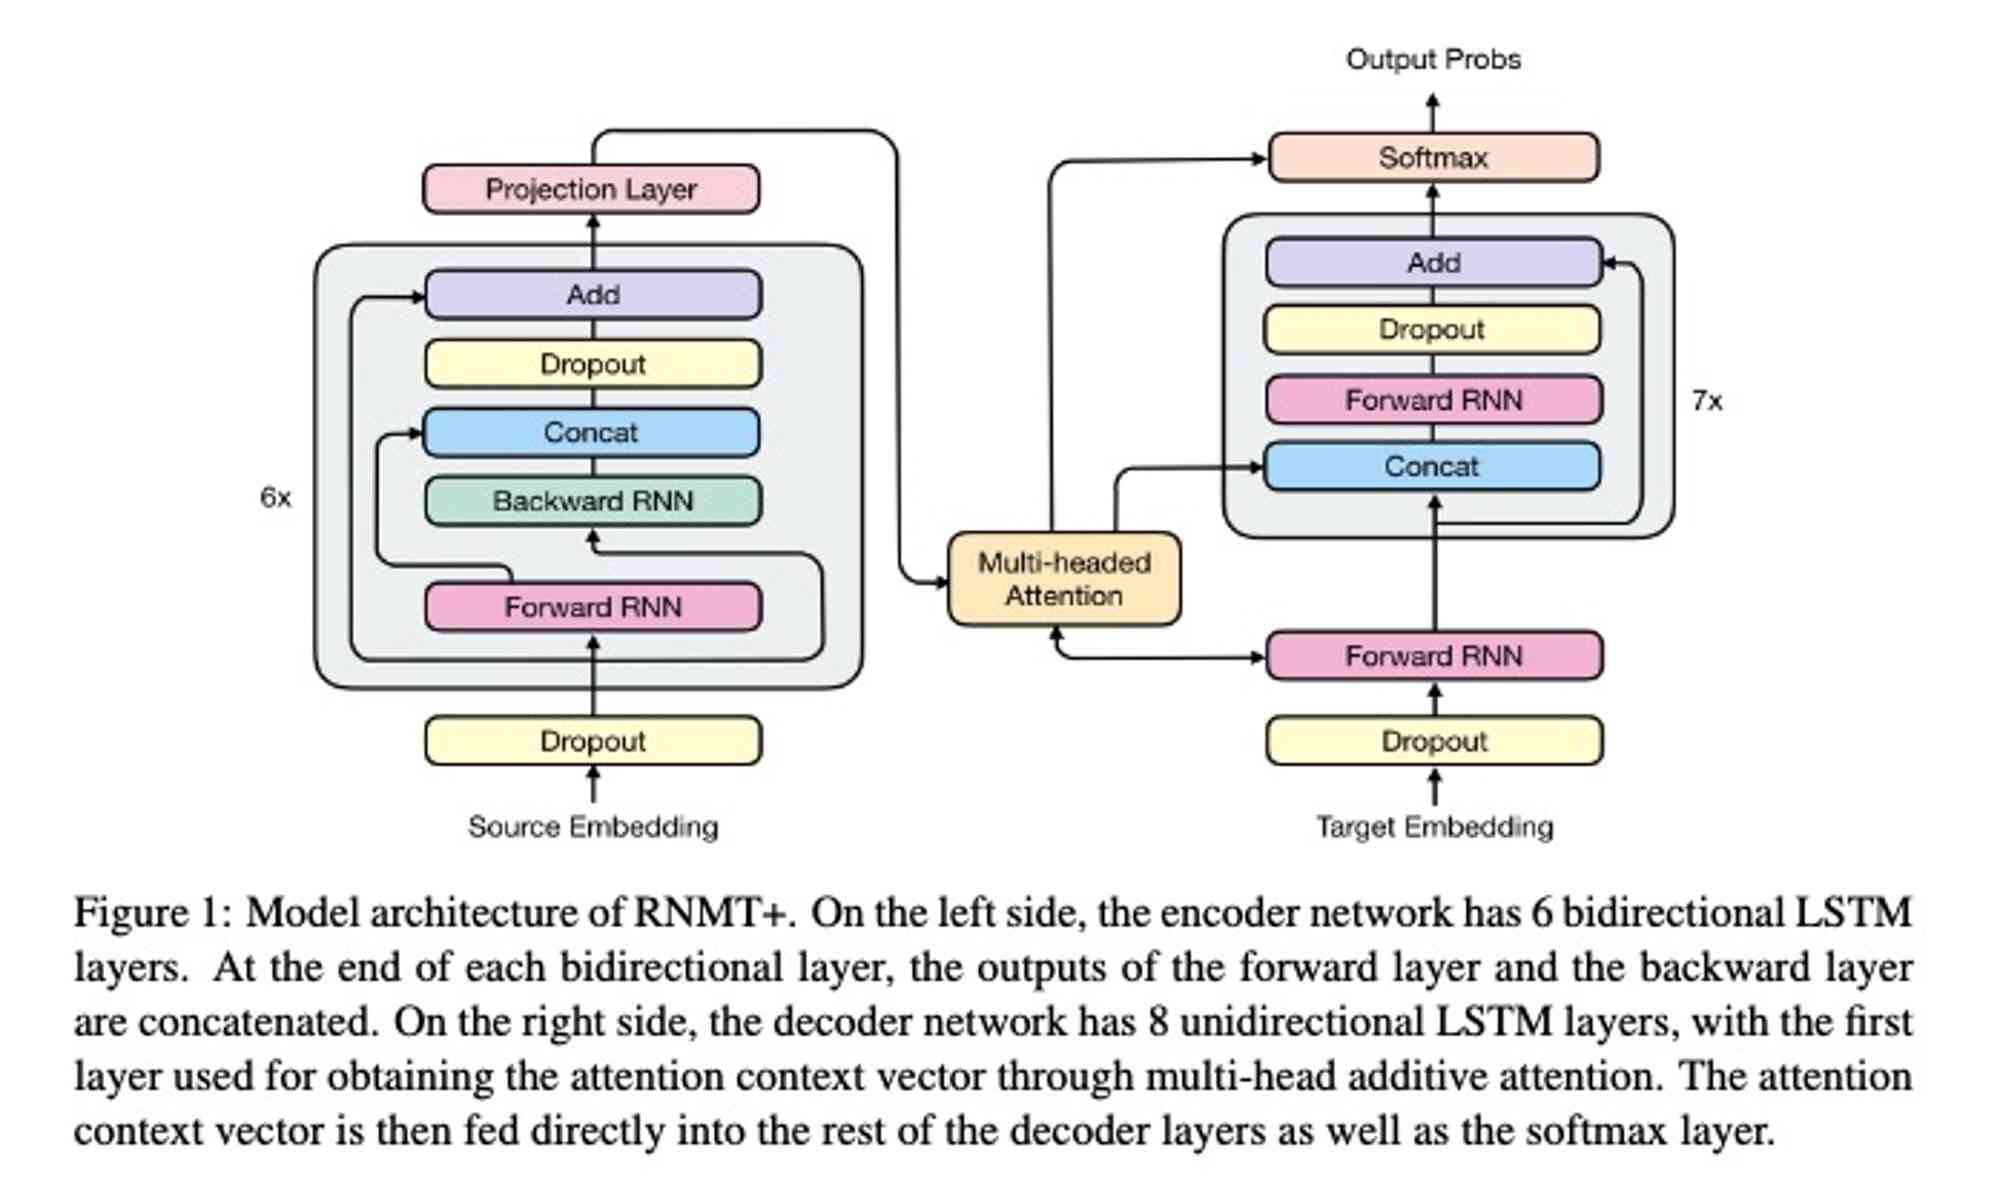 Output Probs
Softmax
Projection Layer
Add
Add
Dropout
Dropout
Forward RNN
7x
Concat
Concat
6x
Backward RNN
Multi-headed
Attention
Forward RNN
Forward RNN
Dropout
Dropout
Source Embedding
Target Embedding
Figure 1: Model architecture of RNMT+. On the left side, the encoder network has 6 bidirectional LSTM
layers. At the end of each bidirectional layer, the outputs of the forward layer and the backward layer
are concatenated. On the right side, the decoder network has 8 unidirectional LSTM layers, with the first
layer used for obtaining the attention context vector through multi-head additive attention. The attention
context vector is then fed directly into the rest of the decoder layers as well as the softmax layer.